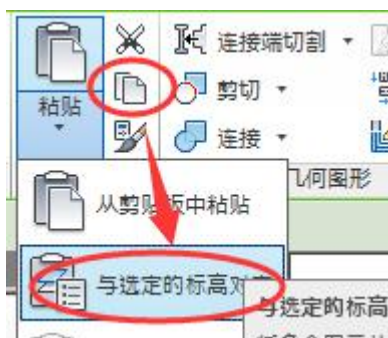 连接端切割
剪切
粘贴
连接
几何图形
从剪贴板中粘贴
与选定的标高对齐
与选定的标高